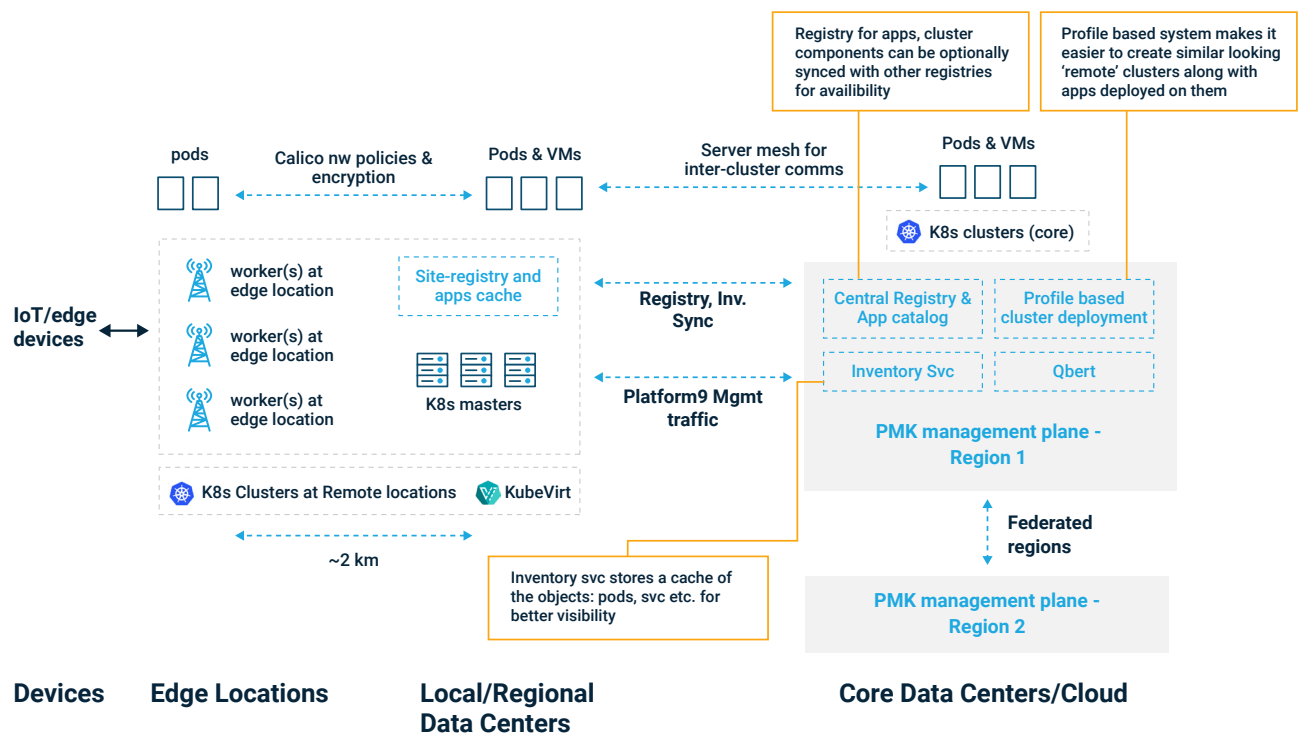 Registry for apps, cluster
components can be optionally
synced with other registries
for availibility
Profile based system makes it
easier to create similar looking
‘remote’ clusters along with
apps deployed on them
pods
Calico nw policies &
encryption
Pods & VMs
Server mesh for
inter-cluster comms
Pods & VMs
K8s clusters (core)
IoT/edge
devices
worker(s) at
edge location
worker(s) at
edge location
worker(s) at
edge location
Site-registry and
apps cache
K8s masters
Registry, Inv.
Sync
Platform9 Mgmt
traffic
Central Registry &
App catalog
Profile based
cluster deployment
Inventory Svc
Qbert
PMK management plane -
Region 1
K8s Clusters at Remote locations
KubeVirt
~2 km
Inventory svc stores a cache of
the objects: pods, svc etc. for
better visibility
Federated
regions
PMK management plane -
Region 2
Devices
Edge Locations
Local/Regional
Data Centers
Core Data Centers/Cloud